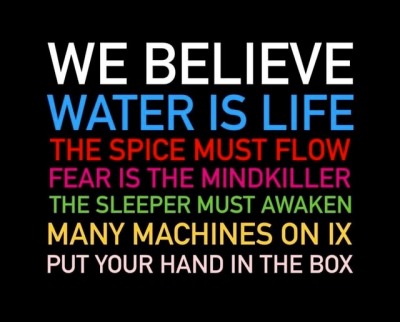 WE BELIEVE
WATER IS LIFE
THE SPICE MUST FLOW
FEAR IS THE MINDKILLER
THE SLEEPER MUST AWAKEN
MANY MACHINES ON IX
PUT YOUR HAND IN THE BOX